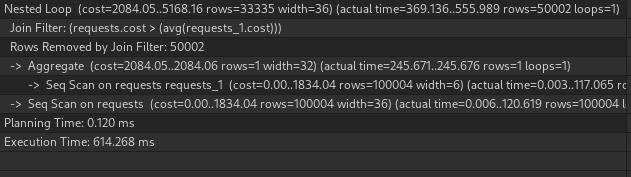 Nested Loop (cost=2084.05..5168.16 rows=33335 width=36) (actual time=369.136..555.989 rows=50002 loops=1)
Join Filter: (requests.cost > (avg(requests_1.cost)))
Rows Removed by Join Filter: 50002
-> Aggregate (cost=2084.05..2084.06 rows=1 width=32) (actual time=245.671..245.676 rows=1 loops=1)
-> Seq Scan on requests requests_1 (cost=0.00..1834.04 rows=100004 width=6) (actual time=0.003..117.065 ro
-> Seq Scan on requests (cost=0.00..1834.04 rows=100004 width=36) (actual time=0.006..120.619 rows=100004 l
Planning Time: 0.120 ms
Execution Time: 614.268 ms